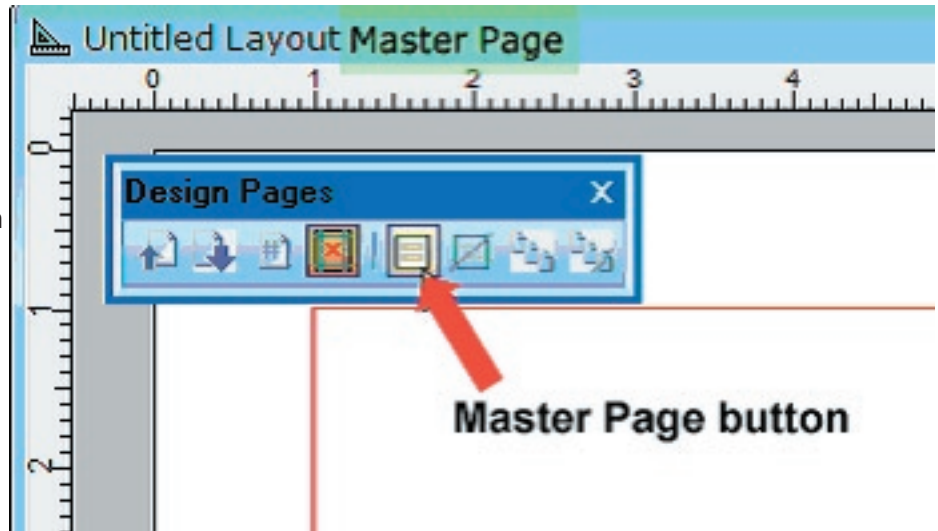 Untitled Layout Master Page
0 1 2 3 4
0
Design Pages X
#
1
Master Page button
2